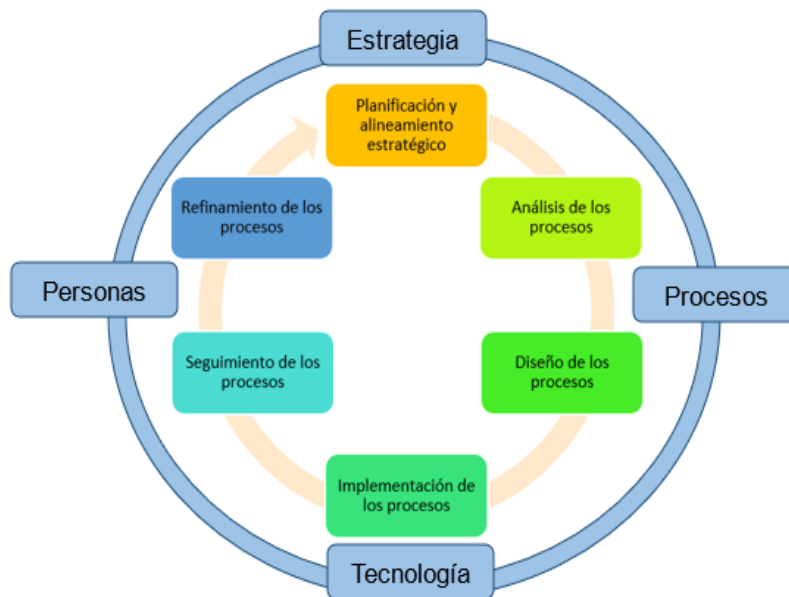 Estrategia
Planificación y
alineamiento
estratégico
Refinamiento de los
procesos
Análisis de los
procesos
Personas
Procesos
Seguimiento de los
procesos
Diseño de los
procesos
Implementación de
los procesos
Tecnología